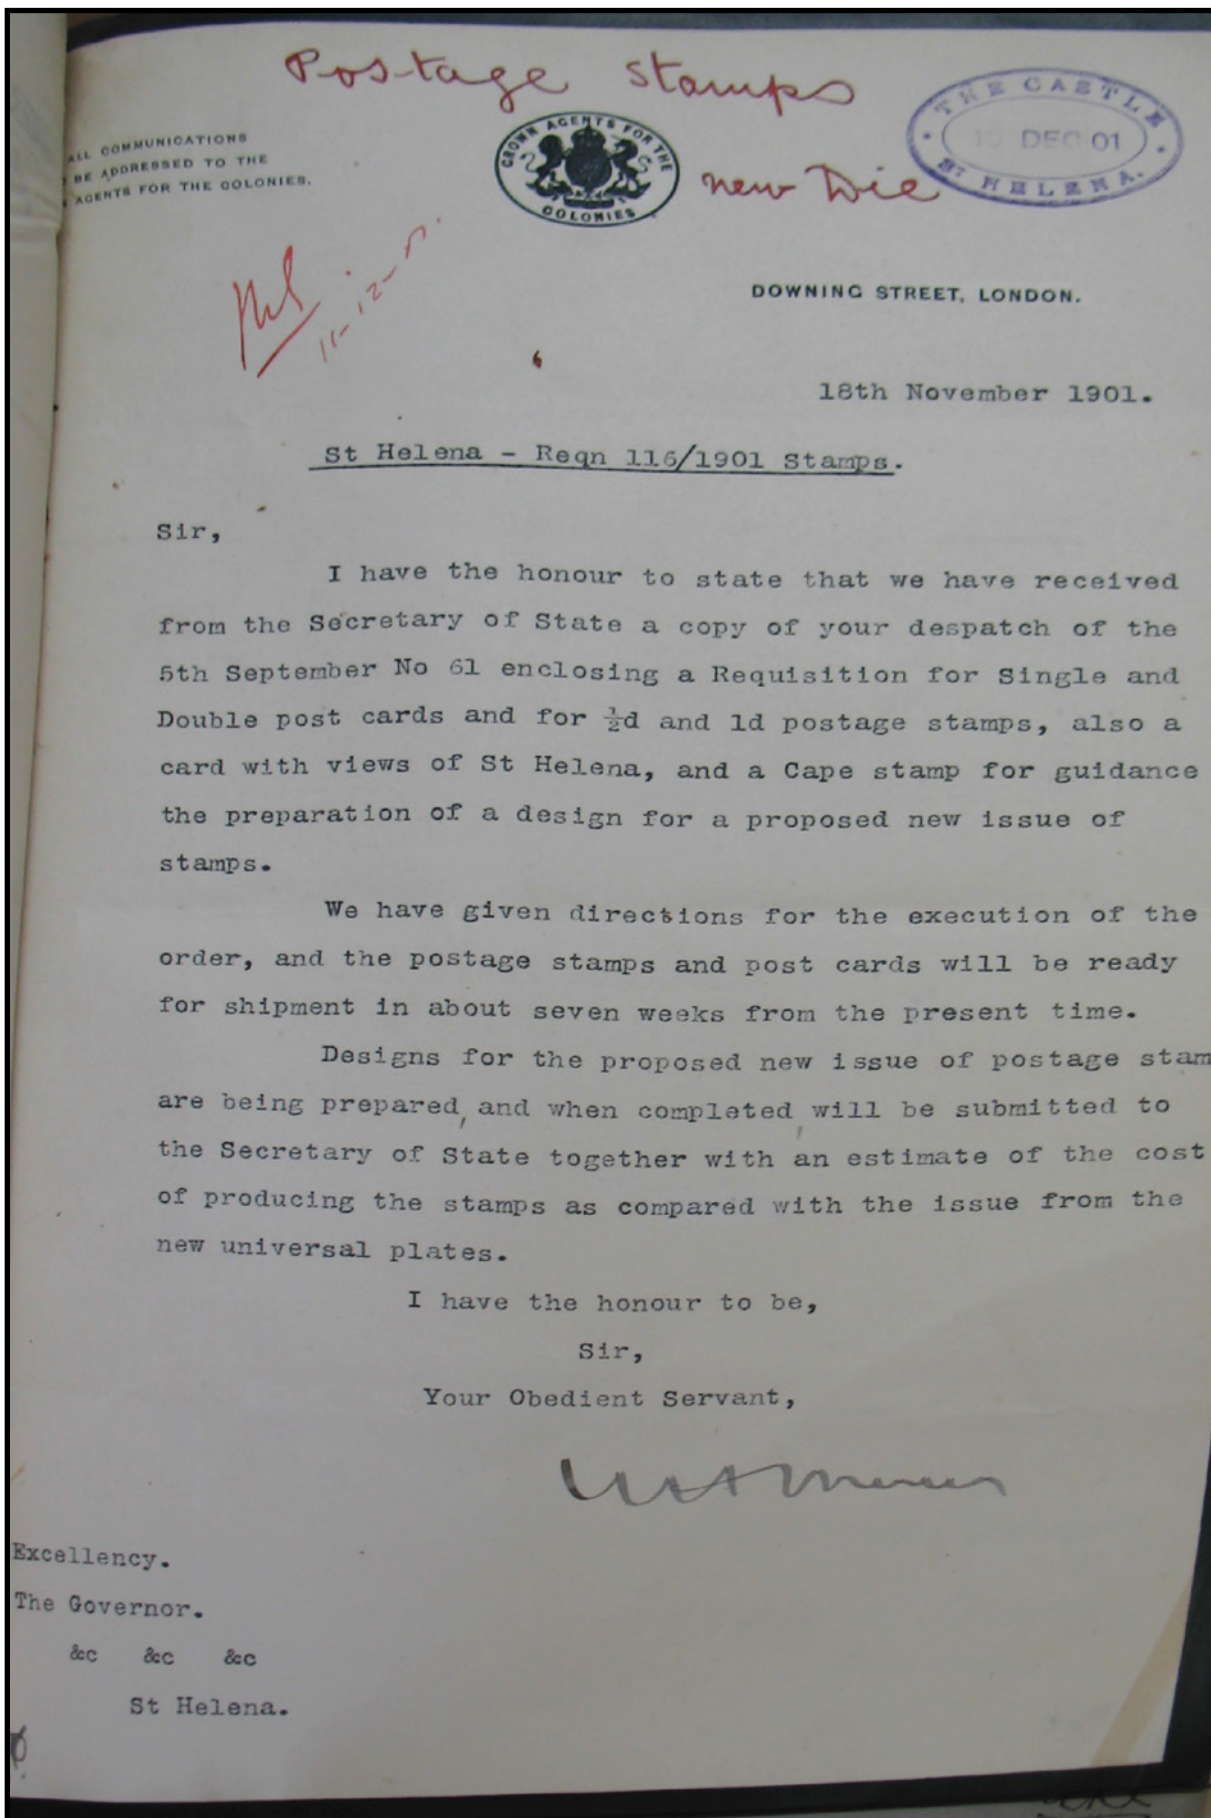 Postage Stamps
new Die
THE CASTLE
DEC 01
ST HELENA.
ALL COMMUNICATIONS
BE ADDRESSED TO THE
AGENTS FOR THE COLONIES.
CROWN AGENTS FOR THE
COLONIES
11-12-01.
DOWNING STREET, LONDON.
18th November 1901.
St Helena - Reqn 116/1901 Stamps.
Sir,
I have the honour to state that we have received
from the Secretary of State a copy of your despatch of the
5th September No 61 enclosing a Requisition for Single and
Double post cards and for ½d and 1d postage stamps, also a
card with views of St Helena, and a Cape stamp for guidance
the preparation of a design for a proposed new issue of
stamps.
We have given directions for the execution of the
order, and the postage stamps and post cards will be ready
for shipment in about seven weeks from the present time.
Designs for the proposed new issue of postage stam
are being prepared, and when completed, will be submitted to
the Secretary of State together with an estimate of the cost
of producing the stamps as compared with the issue from the
new universal plates.
I have the honour to be,
Sir,
Your Obedient Servant,
Excellency.
The Governor.
&c &c &c
St Helena.